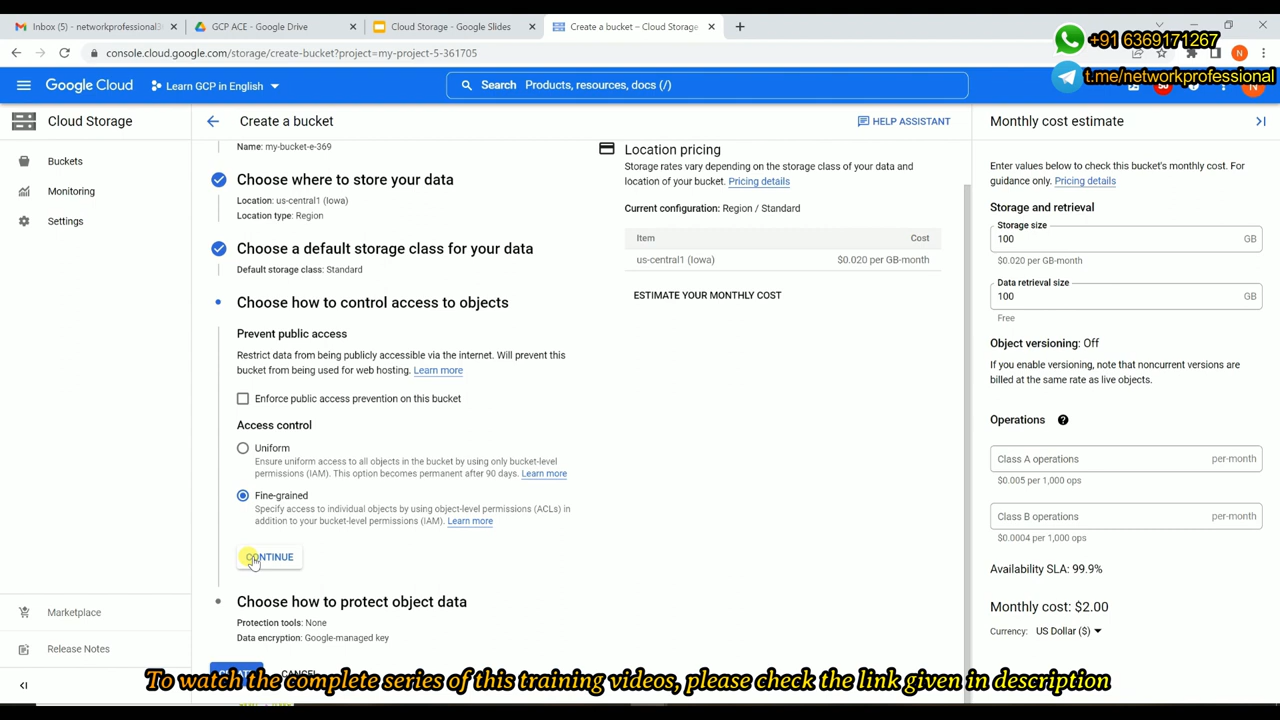 Inbox (5) - networkprofessional3
GCP ACE - Google Drive
Cloud Storage - Google Slides
Create a bucket – Cloud Storage
console.cloud.google.com/storage/create-bucket?project=my-project-5-361705
+91 6369171267
t.me/networkprofessional
Google Cloud
Learn GCP in English
Search Products, resources, docs (/)
Cloud Storage
Buckets
Monitoring
Settings
Marketplace
Release Notes
Create a bucket
HELP ASSISTANT
Name: my-bucket-e-369
Choose where to store your data
Location: us-central1 (Iowa)
Location type: Region
Choose a default storage class for your data
Default storage class: Standard
Choose how to control access to objects
Prevent public access
Restrict data from being publicly accessible via the internet. Will prevent this
bucket from being used for web hosting. Learn more
Enforce public access prevention on this bucket
Access control
Uniform
Ensure uniform access to all objects in the bucket by using only bucket-level
permissions (IAM). This option becomes permanent after 90 days. Learn more
Fine-grained
Specify access to individual objects by using object-level permissions (ACLs) in
addition to your bucket-level permissions (IAM). Learn more
CONTINUE
Choose how to protect object data
Protection tools: None
Data encryption: Google-managed key
Location pricing
Storage rates vary depending on the storage class of your data and
location of your bucket. Pricing details
Current configuration: Region / Standard
Item Cost
us-central1 (Iowa) $0.020 per GB-month
ESTIMATE YOUR MONTHLY COST
Monthly cost estimate
Enter values below to check this bucket's monthly cost. For
guidance only. Pricing details
Storage and retrieval
Storage size
100 GB
$0.020 per GB-month
Data retrieval size
100 GB
Free
Object versioning: Off
If you enable versioning, note that noncurrent versions are
billed at the same rate as live objects.
Operations
Class A operations per-month
$0.005 per 1,000 ops
Class B operations per-month
$0.0004 per 1,000 ops
Availability SLA: 99.9%
Monthly cost: $2.00
Currency: US Dollar ($)
To watch the complete series of this training videos, please check the link given in description